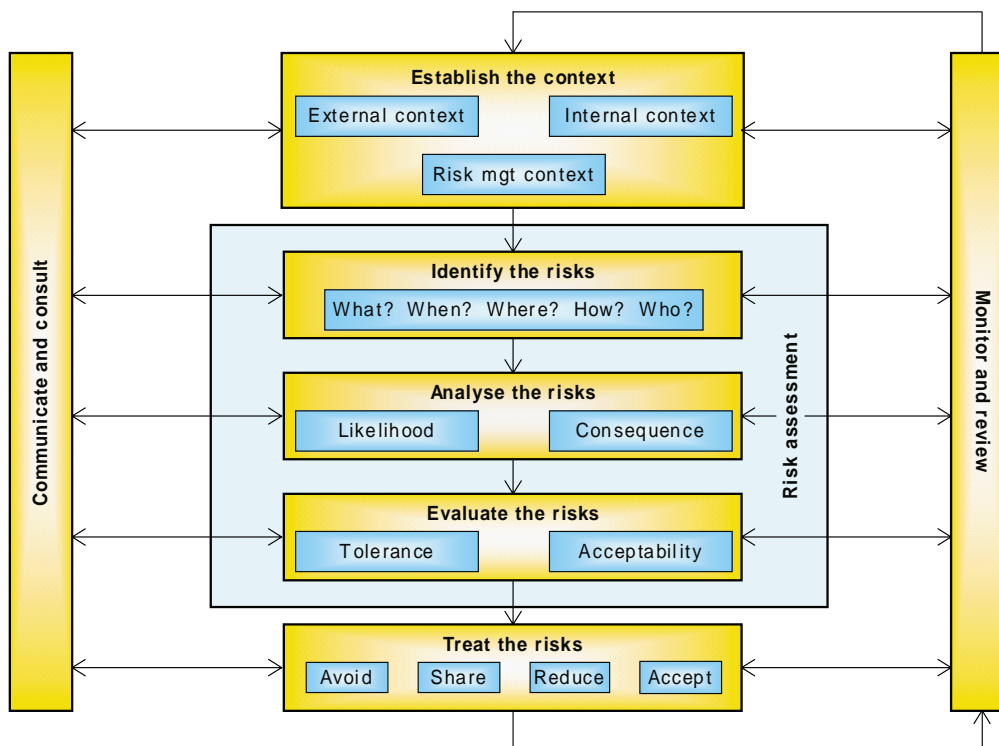 Establish the context
External context
Internal context
Risk mgt context
Communicate and consult
Identify the risks
What? When? Where? How? Who?
Analyse the risks
Likelihood
Consequence
Risk assessment
Evaluate the risks
Tolerance
Acceptability
Treat the risks
Avoid
Share
Reduce
Accept
Monitor and review